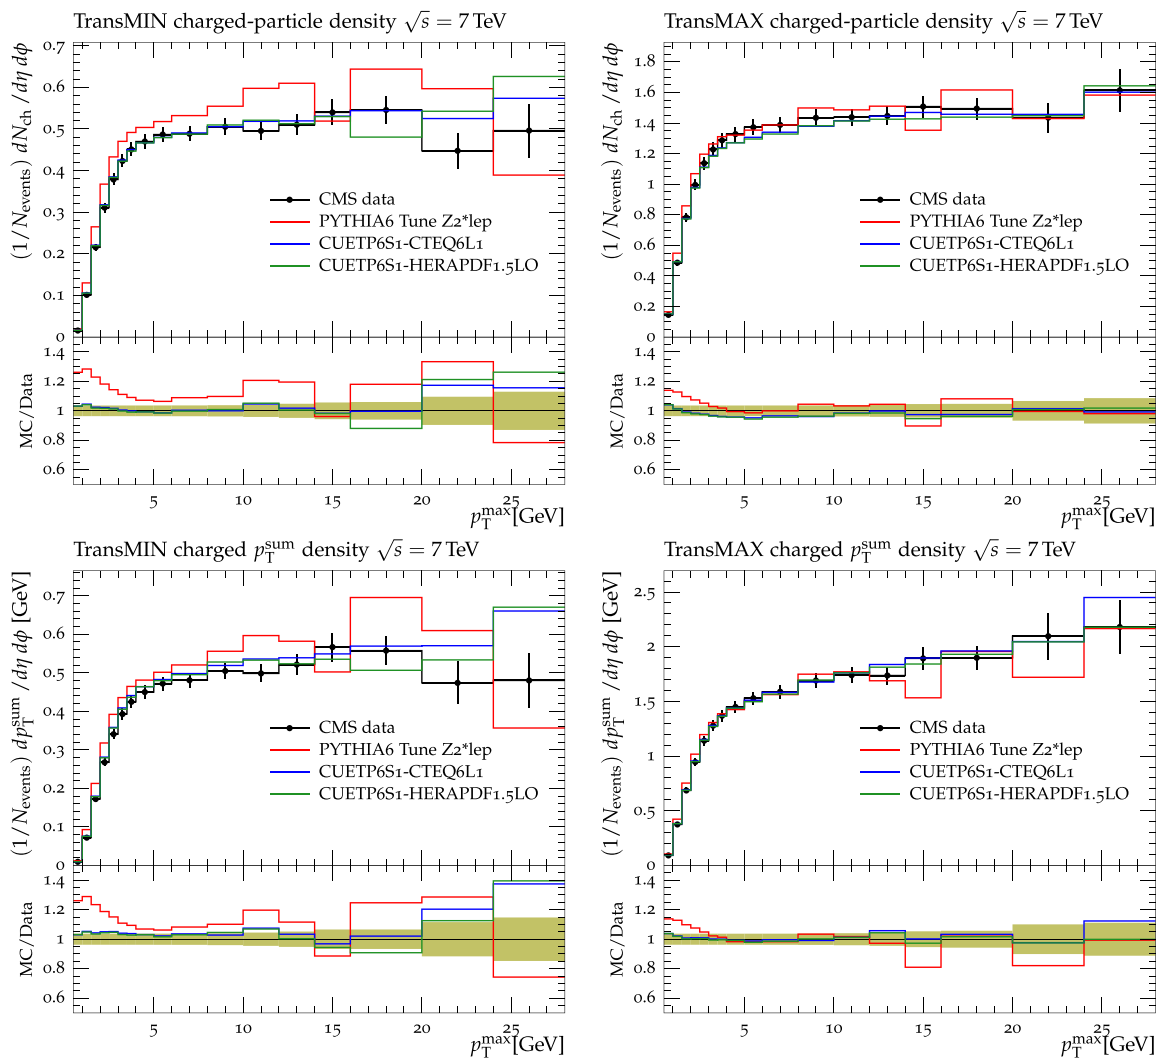 TransMIN charged-particle density √s = 7 TeV
(1/N_events) dN_ch/dη dφ
0.7
0.6
0.5
0.4
0.3
0.2
0.1
0
CMS data
PYTHIA6 Tune Z2*lep
CUETP6S1-CTEQ6L1
CUETP6S1-HERAPDF1.5LO
MC/Data
1.4
1.2
1
0.8
0.6
5 10 15 20 25
p_T^max[GeV]
TransMAX charged-particle density √s = 7 TeV
(1/N_events) dN_ch/dη dφ
1.8
1.6
1.4
1.2
1
0.8
0.6
0.4
0.2
0
CMS data
PYTHIA6 Tune Z2*lep
CUETP6S1-CTEQ6L1
CUETP6S1-HERAPDF1.5LO
MC/Data
1.4
1.2
1
0.8
0.6
5 10 15 20 25
p_T^max[GeV]
TransMIN charged p_T^sum density √s = 7 TeV
(1/N_events) dp_T^sum/dη dφ [GeV]
0.7
0.6
0.5
0.4
0.3
0.2
0.1
0
CMS data
PYTHIA6 Tune Z2*lep
CUETP6S1-CTEQ6L1
CUETP6S1-HERAPDF1.5LO
MC/Data
1.4
1.2
1
0.8
0.6
5 10 15 20 25
p_T^max[GeV]
TransMAX charged p_T^sum density √s = 7 TeV
(1/N_events) dp_T^sum/dη dφ [GeV]
2.5
2
1.5
1
0.5
0
CMS data
PYTHIA6 Tune Z2*lep
CUETP6S1-CTEQ6L1
CUETP6S1-HERAPDF1.5LO
MC/Data
1.4
1.2
1
0.8
0.6
5 10 15 20 25
p_T^max[GeV]